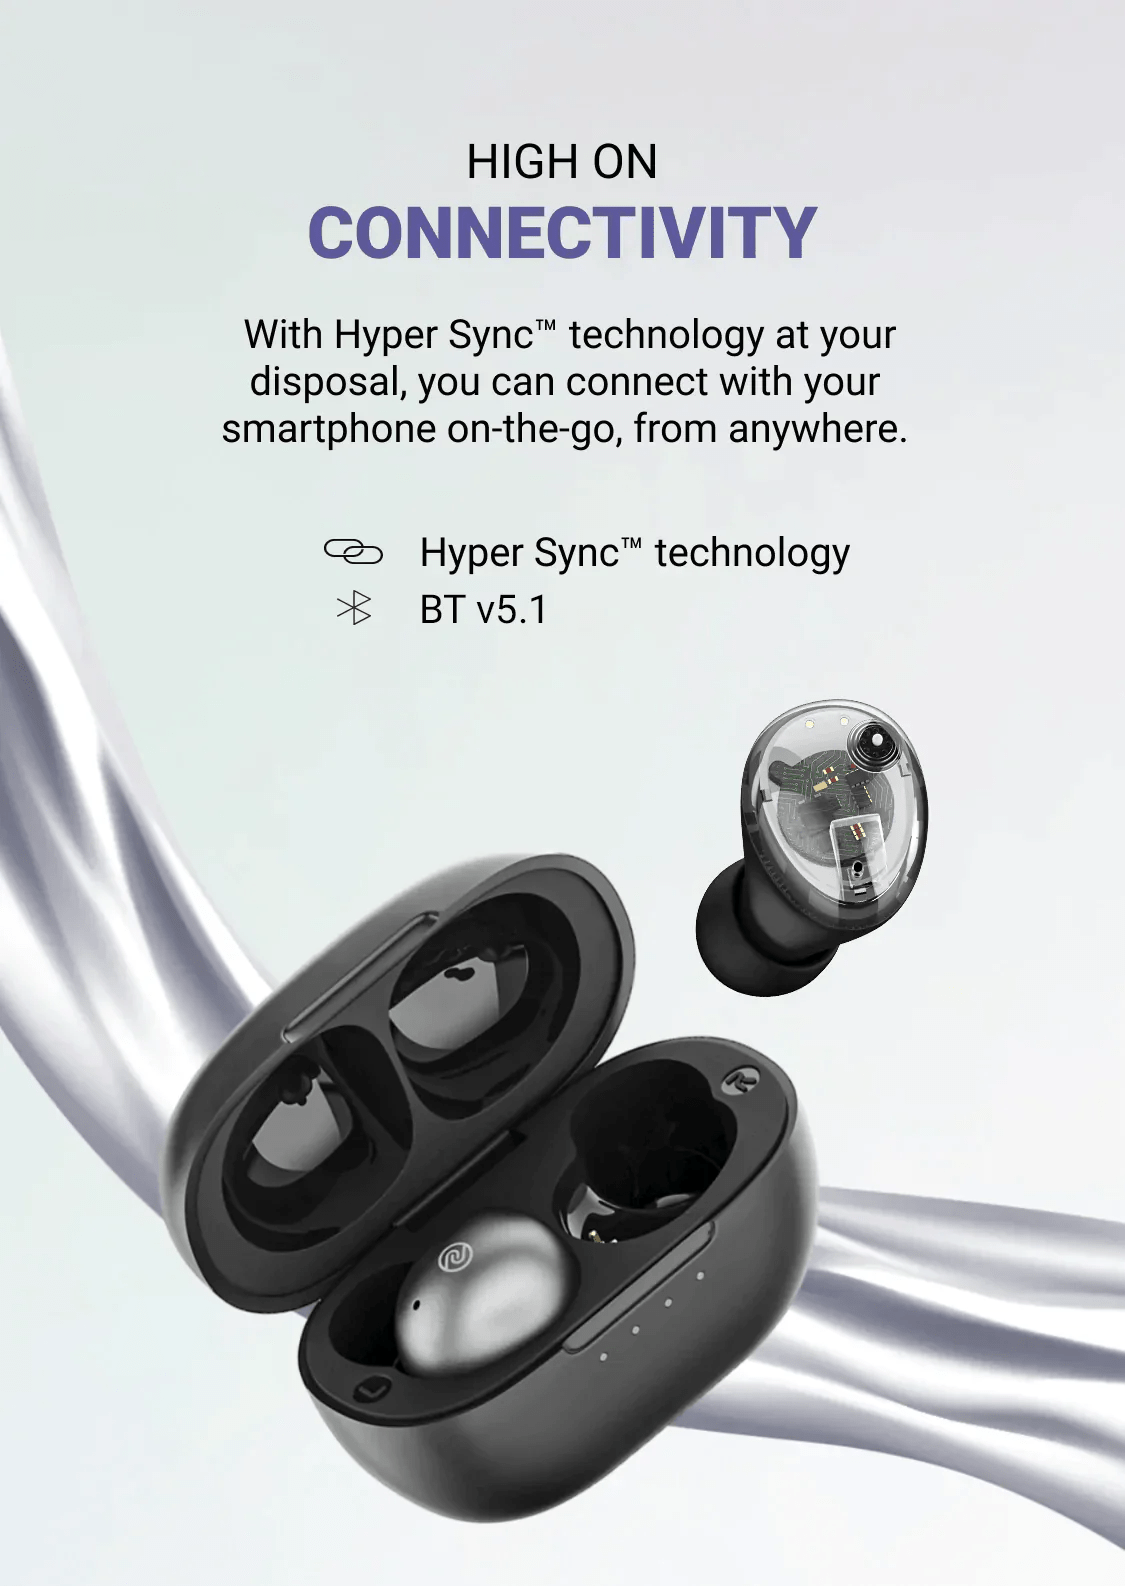 HIGH ON
CONNECTIVITY
With Hyper Sync™ technology at your
disposal, you can connect with your
smartphone on-the-go, from anywhere.
Hyper Sync™ technology
BT v5.1
R
L